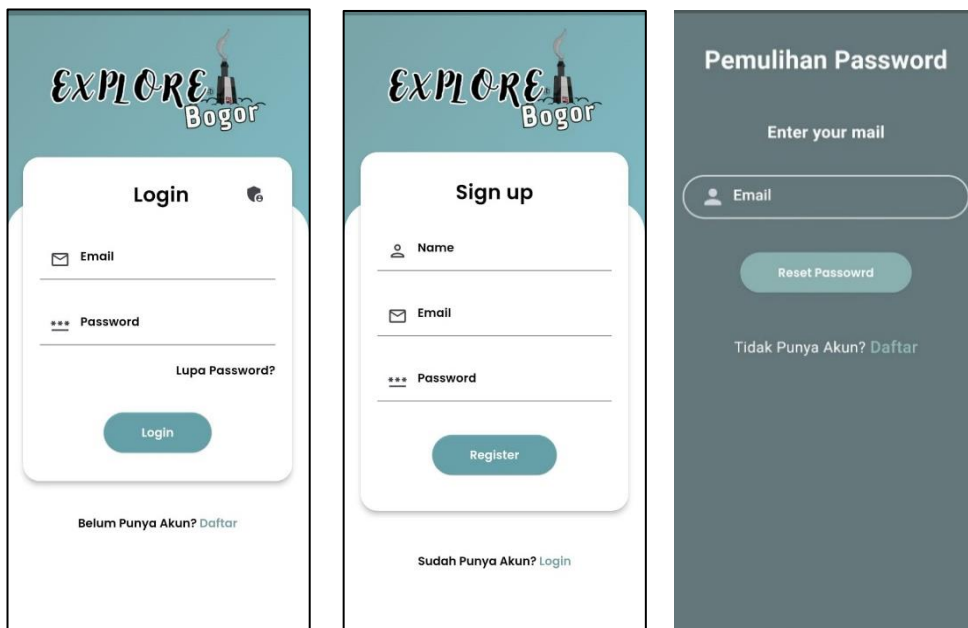 EXPLORE
Bogor
Login
Email
*** Password
Lupa Password?
Login
Belum Punya Akun? Daftar
EXPLORE
Bogor
Sign up
Name
Email
*** Password
Register
Sudah Punya Akun? Login
Pemulihan Password
Enter your mail
Email
Reset Passowrd
Tidak Punya Akun? Daftar